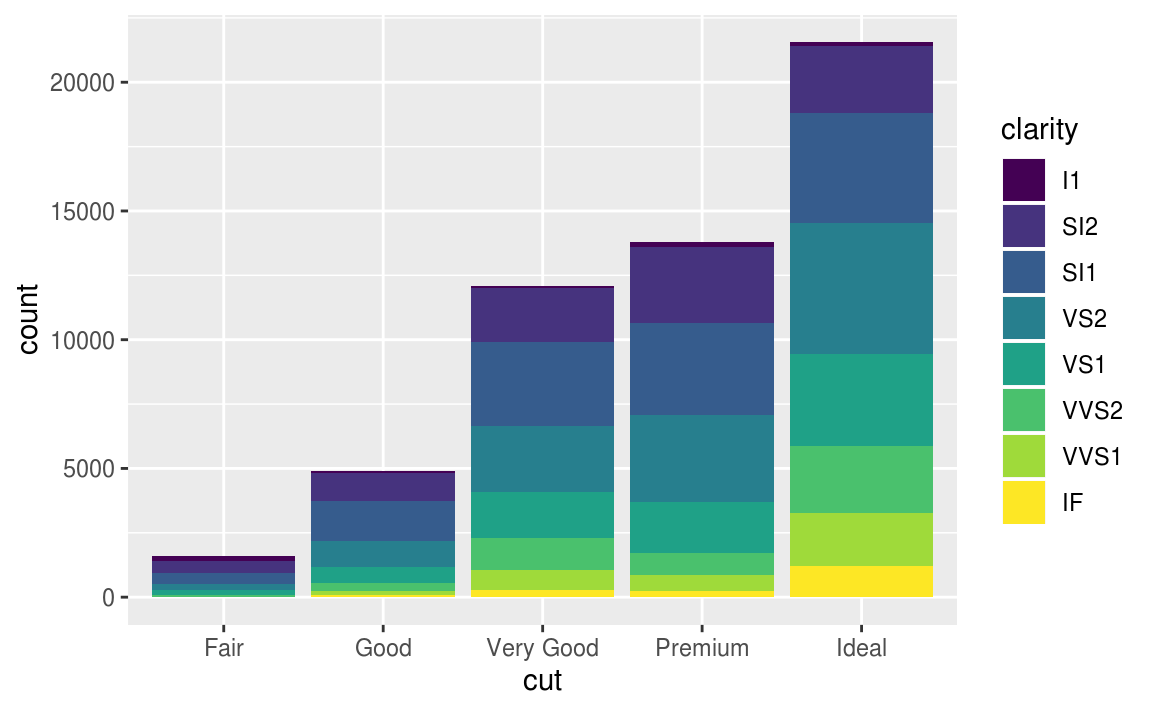 20000
15000
10000
5000
0
count
Fair
Good
Very Good
Premium
Ideal
cut
clarity
I1
SI2
SI1
VS2
VS1
VVS2
VVS1
IF